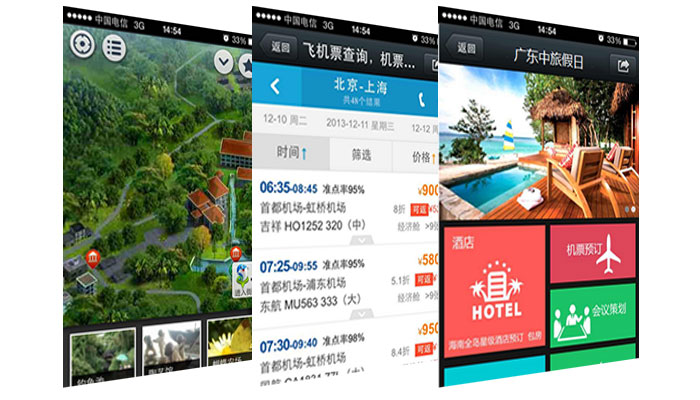 中国电信 3G 14:54 33%
进入街
钓鱼池
陶艺馆
蝴蝶农场
中国电信 3G 14:54 33%
返回 飞机票查询，机票...
北京-上海
共48个结果
12-10 周二 2013-12-11 星期三 12-12
时间↑ 筛选 价格↑
06:35-08:45 准点率95% ¥900
首都机场-虹桥机场 8折 可返
吉祥 HO1252 320（中） 经济舱 >9张
07:25-09:55 准点率95% ¥580
首都机场-浦东机场 5.1折 可返
东航 MU563 333（大） 经济舱 >9张
07:30-09:40 准点率98% ¥950
首都机场-虹桥机场 8.4折 可返
中国电信 3G 14:54 33%
返回 广东中旅假日
酒店
HOTEL
海南全岛星级酒店预订 包房
机票预订
会议策划